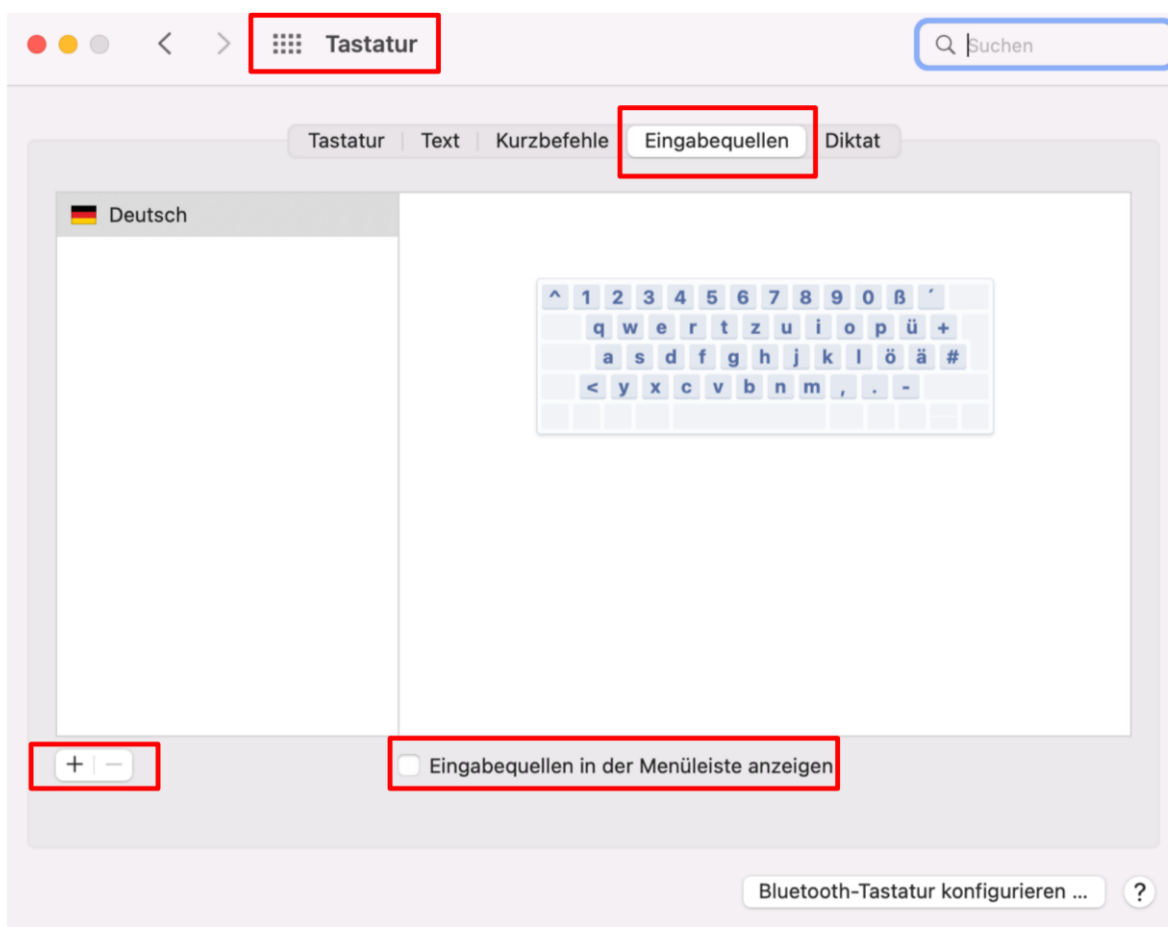 Tastatur
Suchen
Tastatur Text Kurzbefehle Eingabequellen Diktat
Deutsch
^ 1 2 3 4 5 6 7 8 9 0 ß ´
q w e r t z u i o p ü +
a s d f g h j k l ö ä #
< y x c v b n m , . -
+ −
Eingabequellen in der Menüleiste anzeigen
Bluetooth-Tastatur konfigurieren ... ?